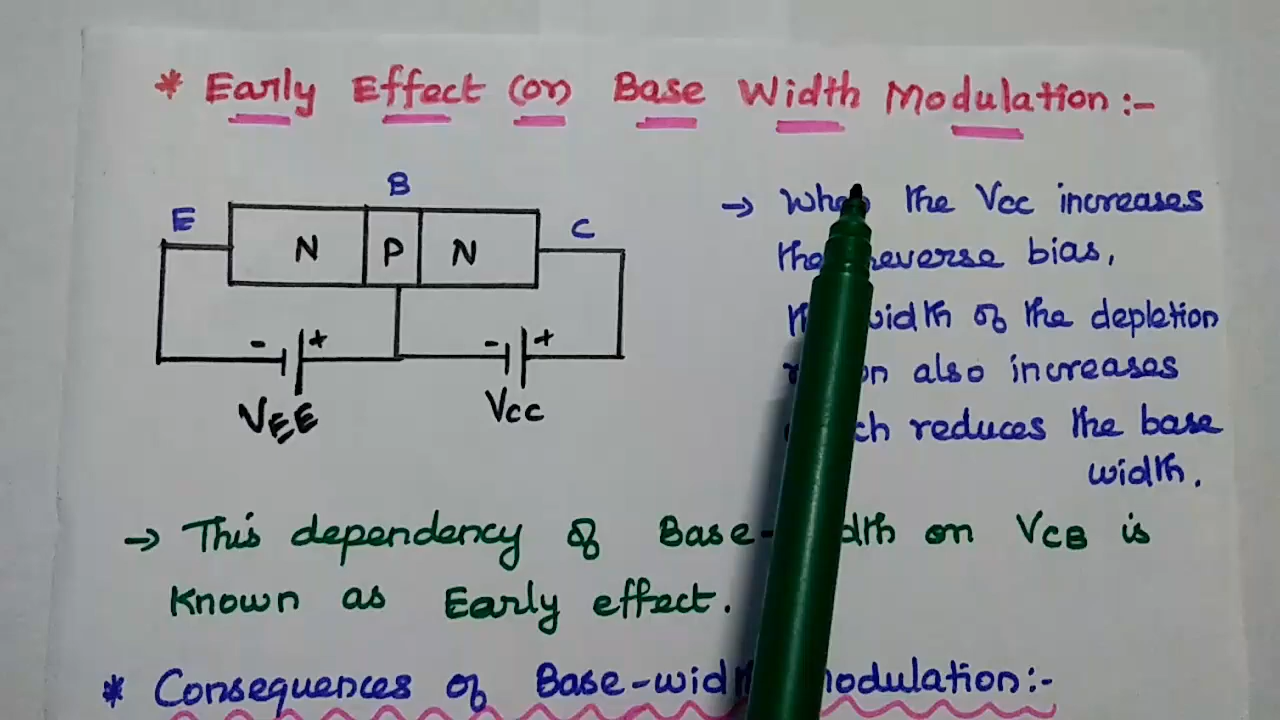 * Early Effect (or) Base Width Modulation :-
B
E
C
N P N
- +
- +
VEE
Vcc
→ the Vcc increases
reverse bias,
of the depletion
also increases
reduces the base
width.
→ This dependency of Base- on VCB is
known as Early effect.
* Consequences of Base-width Modulation:-